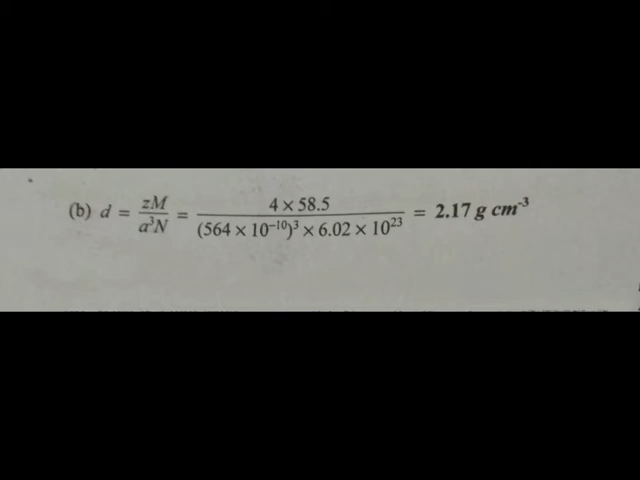 (b) d = zM / a³N = 4 × 58.5 / (564 × 10⁻¹⁰)³ × 6.02 × 10²³ = 2.17 g cm⁻³